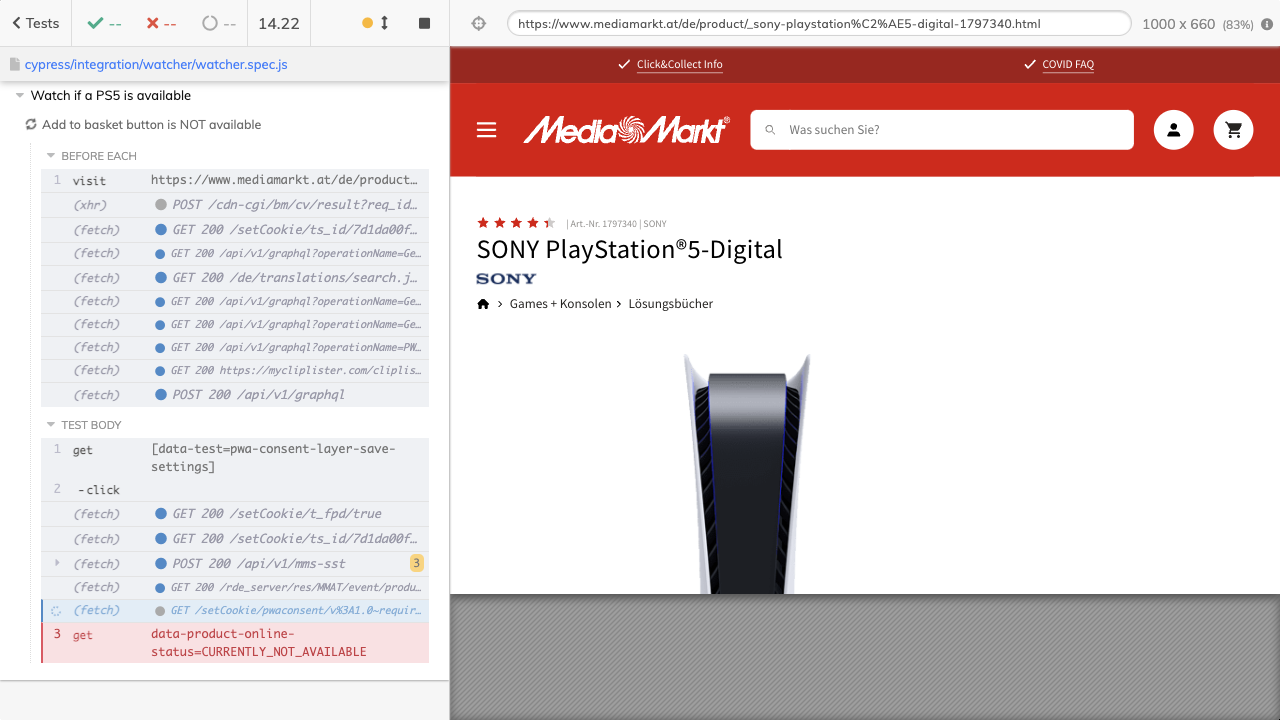 Tests
--
--
--
14.22
https://www.mediamarkt.at/de/product/_sony-playstation%C2%AE5-digital-1797340.html
1000 x 660 (83%)
cypress/integration/watcher/watcher.spec.js
Watch if a PS5 is available
Add to basket button is NOT available
BEFORE EACH
1 visit https://www.mediamarkt.at/de/product…
(xhr) POST /cdn-cgi/bm/cv/result?req_id…
(fetch) GET 200 /setCookie/ts_id/7d1da00f…
(fetch) GET 200 /api/v1/graphql?operationName=Ge…
(fetch) GET 200 /de/translations/search.j…
(fetch) GET 200 /api/v1/graphql?operationName=Ge…
(fetch) GET 200 /api/v1/graphql?operationName=Ge…
(fetch) GET 200 /api/v1/graphql?operationName=PW…
(fetch) GET 200 https://mycliplister.com/cliplis…
(fetch) POST 200 /api/v1/graphql
TEST BODY
1 get [data-test=pwa-consent-layer-save-
settings]
2 -click
(fetch) GET 200 /setCookie/t_fpd/true
(fetch) GET 200 /setCookie/ts_id/7d1da00f…
(fetch) POST 200 /api/v1/mms-sst 3
(fetch) GET 200 /rde_server/res/MMAT/event/produ…
(fetch) GET /setCookie/pwaconsent/v%3A1.0~requir…
3 get data-product-online-
status=CURRENTLY_NOT_AVAILABLE
Click&Collect Info
COVID FAQ
MediaMarkt®
Was suchen Sie?
| Art.-Nr. 1797340 | SONY
SONY PlayStation®5-Digital
SONY
Games + Konsolen > Lösungsbücher